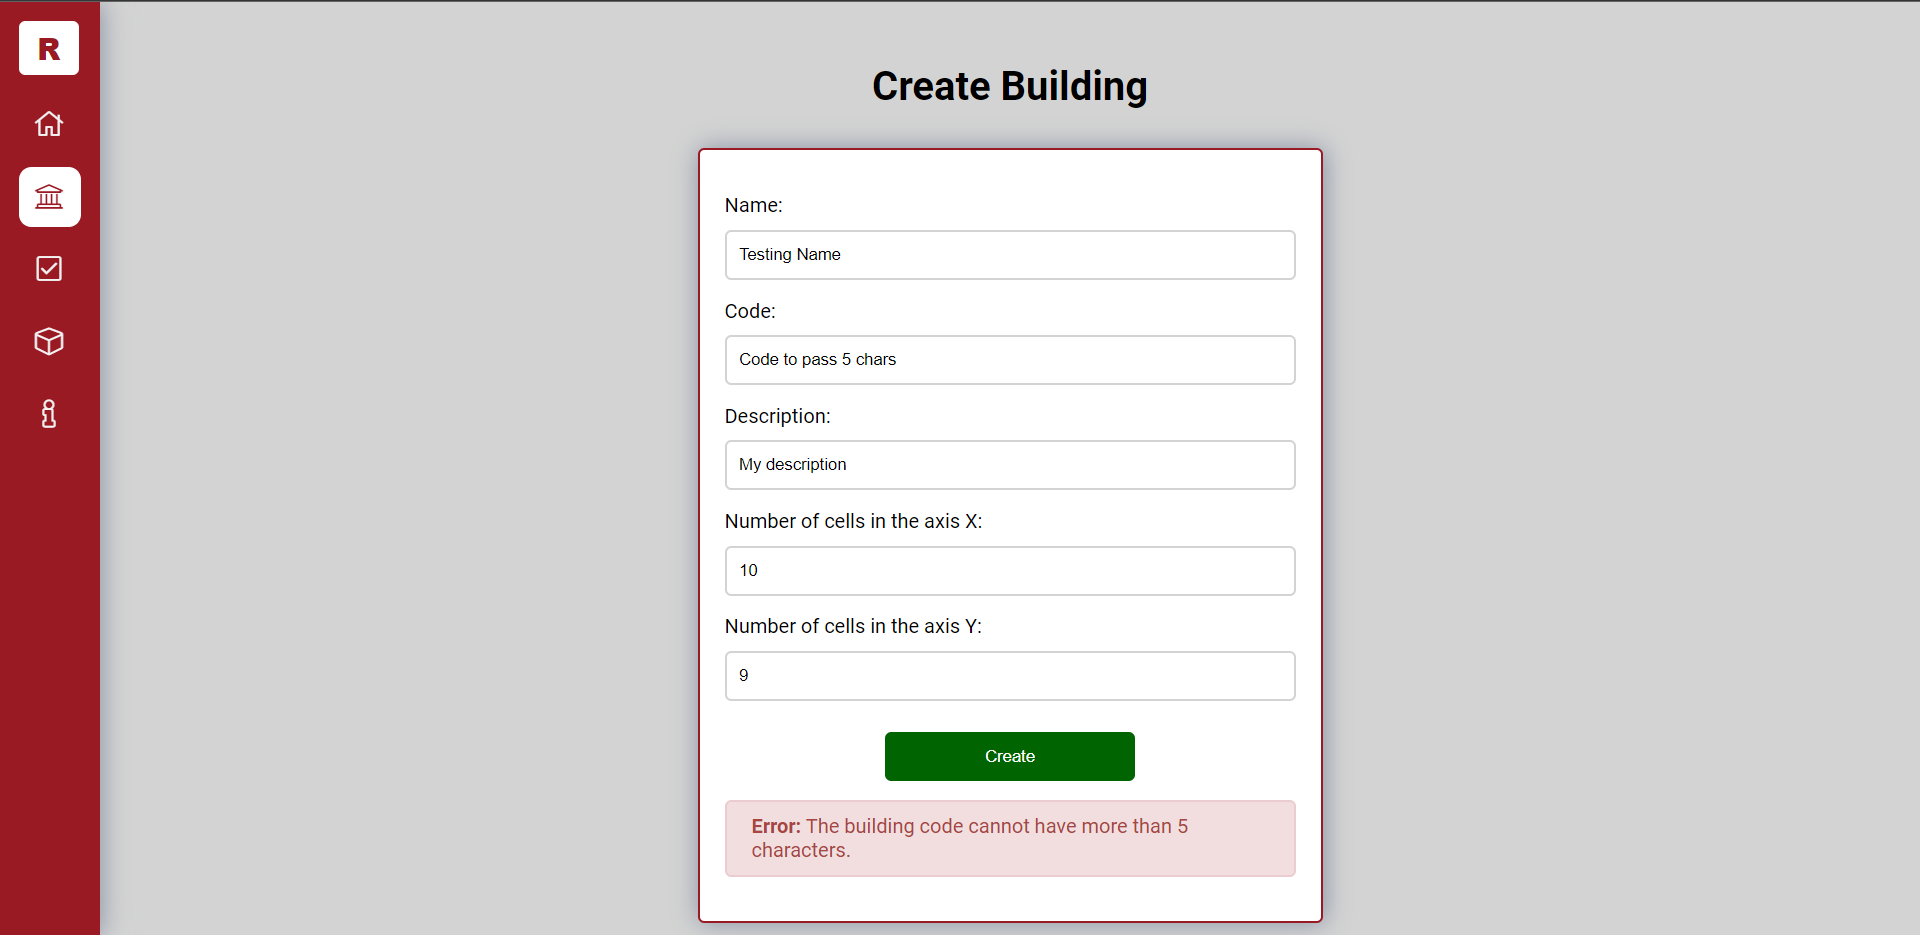 R
Create Building
Name:
Testing Name
Code:
Code to pass 5 chars
Description:
My description
Number of cells in the axis X:
10
Number of cells in the axis Y:
9
Create
Error: The building code cannot have more than 5
characters.